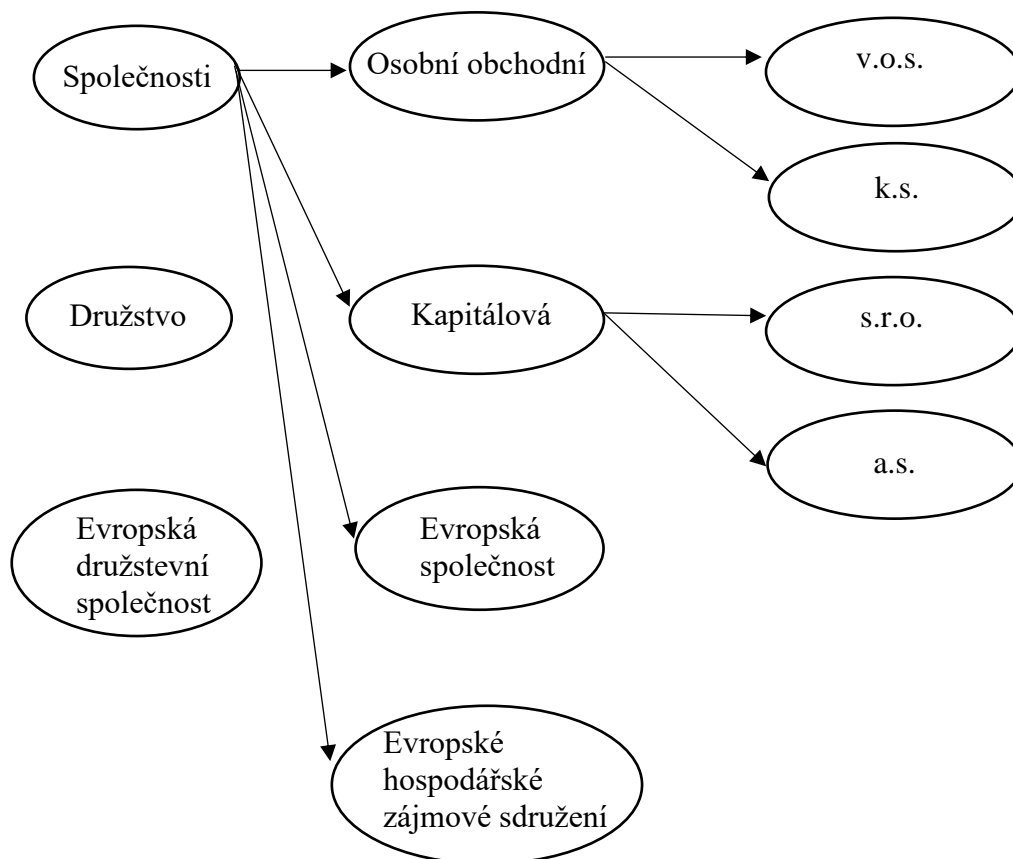 Společnosti
Osobní obchodní
v.o.s.
k.s.
Družstvo
Kapitálová
s.r.o.
a.s.
Evropská
družstevní
společnost
Evropská
společnost
Evropské
hospodářské
zájmové sdružení